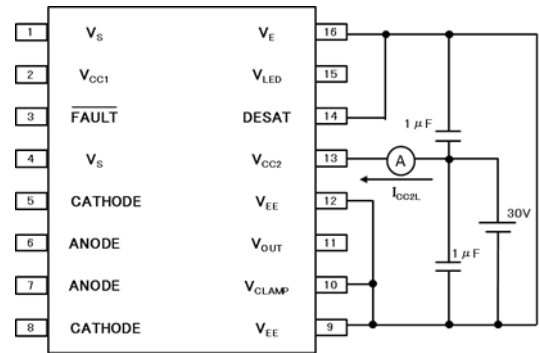 1 V_S V_E 16
2 V_CC1 V_LED 15
3 FAULT DESAT 14
1 μF
4 V_S V_CC2 13 A
I_CC2L
5 CATHODE V_EE 12
30V
6 ANODE V_OUT 11
1 μF
7 ANODE V_CLAMP 10
8 CATHODE V_EE 9